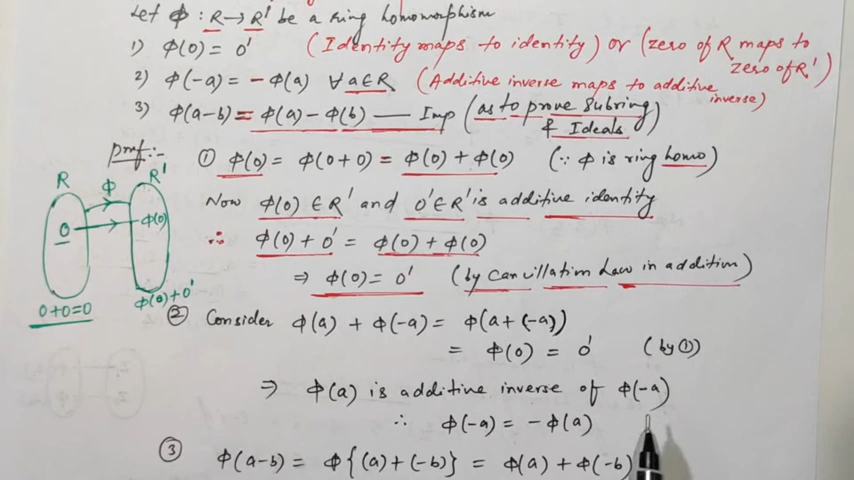 Let Φ : R → R' be a ring homomorphism
1) Φ(0) = 0' (Identity maps to identity) or (zero of R maps to zero of R')
2) Φ(-a) = -Φ(a) ∀ a∈R (Additive inverse maps to additive inverse)
3) Φ(a-b) = Φ(a) - Φ(b) — Imp (as to prove Subring & Ideals)
proof:-
① Φ(0) = Φ(0+0) = Φ(0) + Φ(0) (∵ Φ is ring homo)
R Φ R'
0 Φ(0)
0+0=0
Φ(0)+0'
Now Φ(0) ∈ R' and 0'∈R' is additive identity
∴ Φ(0) + 0' = Φ(0) + Φ(0)
⇒ Φ(0) = 0' (by Cancillation Law in addition)
② Consider Φ(a) + Φ(-a) = Φ(a+(-a))
= Φ(0) = 0' (by ①)
⇒ Φ(a) is additive inverse of Φ(-a)
∴ Φ(-a) = -Φ(a)
③ Φ(a-b) = Φ{(a)+(-b)} = Φ(a) + Φ(-b)